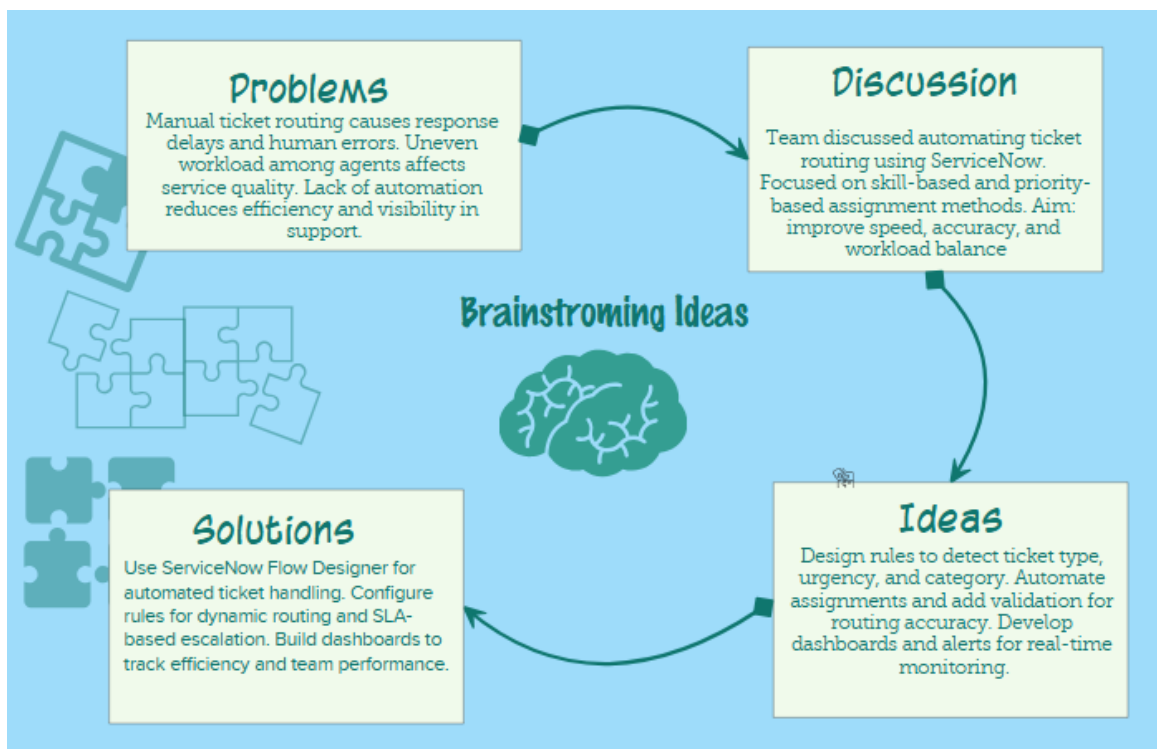 Problems
Manual ticket routing causes response
delays and human errors. Uneven
workload among agents affects
service quality. Lack of automation
reduces efficiency and visibility in
support.
Discussion
Team discussed automating ticket
routing using ServiceNow.
Focused on skill-based and priority-
based assignment methods. Aim:
improve speed, accuracy, and
workload balance
Brainstroming Ideas
Ideas
Design rules to detect ticket type,
urgency, and category. Automate
assignments and add validation for
routing accuracy. Develop
dashboards and alerts for real-time
monitoring.
Solutions
Use ServiceNow Flow Designer for
automated ticket handling. Configure
rules for dynamic routing and SLA-
based escalation. Build dashboards to
track efficiency and team performance.